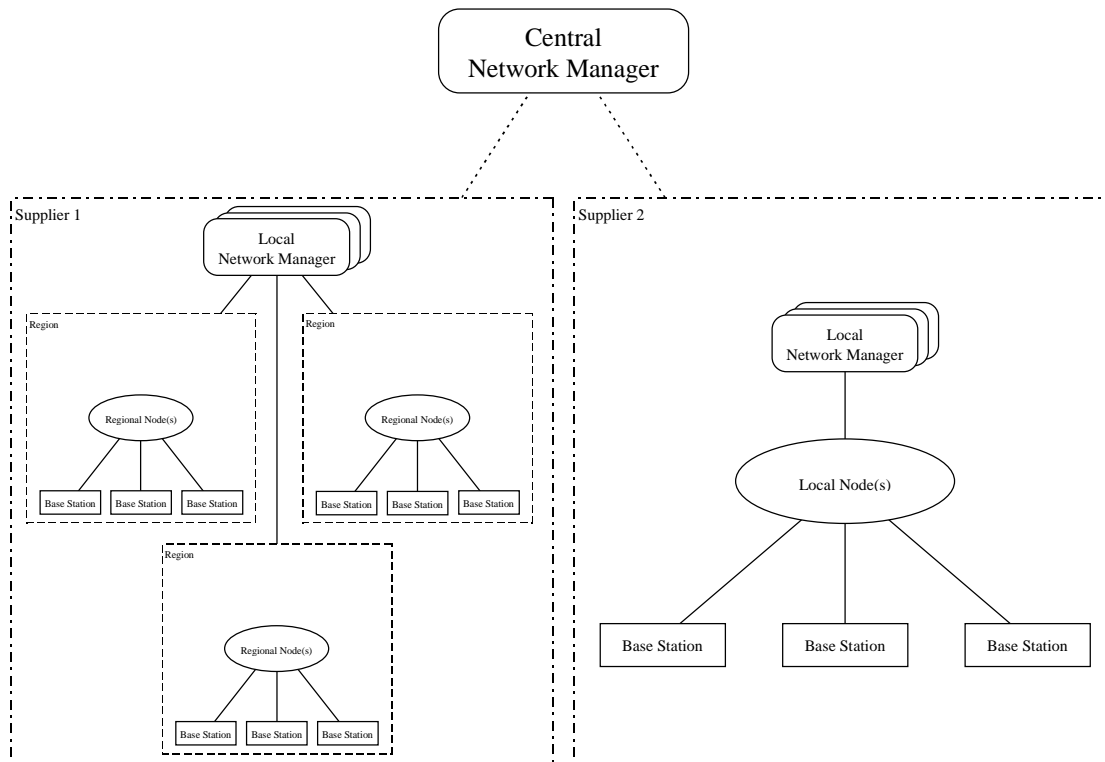 Central
Network Manager
Supplier 1
Local
Network Manager
Region
Regional Node(s)
Base Station
Base Station
Base Station
Region
Regional Node(s)
Base Station
Base Station
Base Station
Region
Regional Node(s)
Base Station
Base Station
Base Station
Supplier 2
Local
Network Manager
Local Node(s)
Base Station
Base Station
Base Station